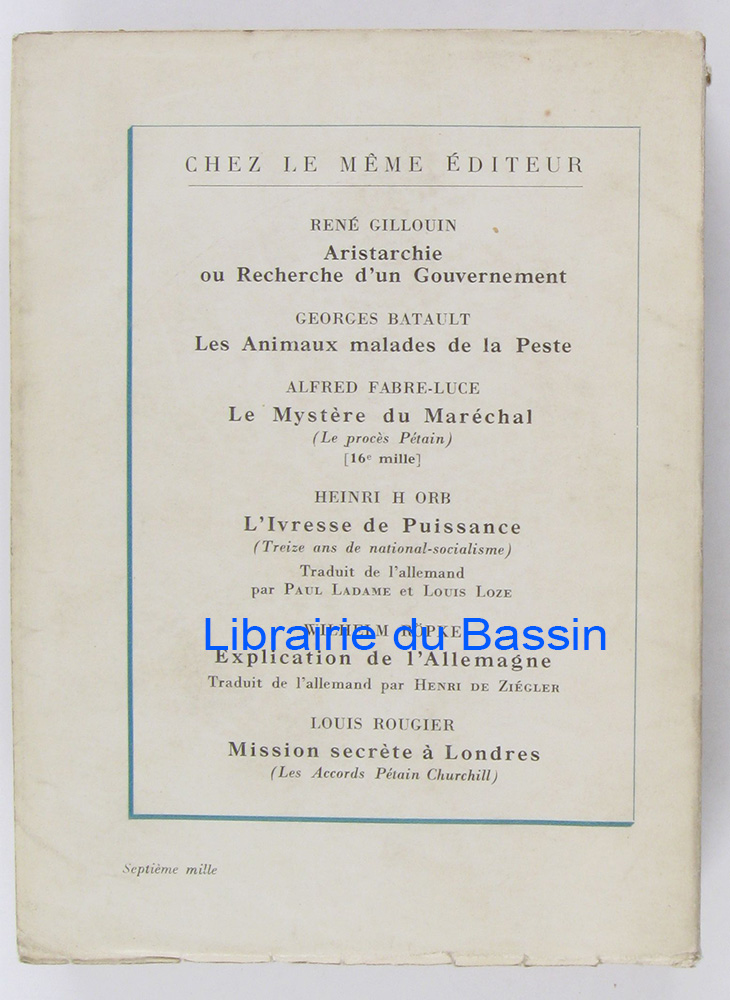 CHEZ LE MÊME ÉDITEUR
RENÉ GILLOUIN
Aristarchie
ou Recherche d'un Gouvernement
GEORGES BATAULT
Les Animaux malades de la Peste
ALFRED FABRE-LUCE
Le Mystère du Maréchal
(Le procès Pétain)
[16e mille]
HEINRI H ORB
L'Ivresse de Puissance
(Treize ans de national-socialisme)
Traduit de l'allemand
par PAUL LADAME et LOUIS LOZE
WILHELM RÖPKE
Librairie du Bassin
Explication de l'Allemagne
Traduit de l'allemand par HENRI DE ZIÉGLER
LOUIS ROUGIER
Mission secrète à Londres
(Les Accords Pétain Churchill)
Septième mille